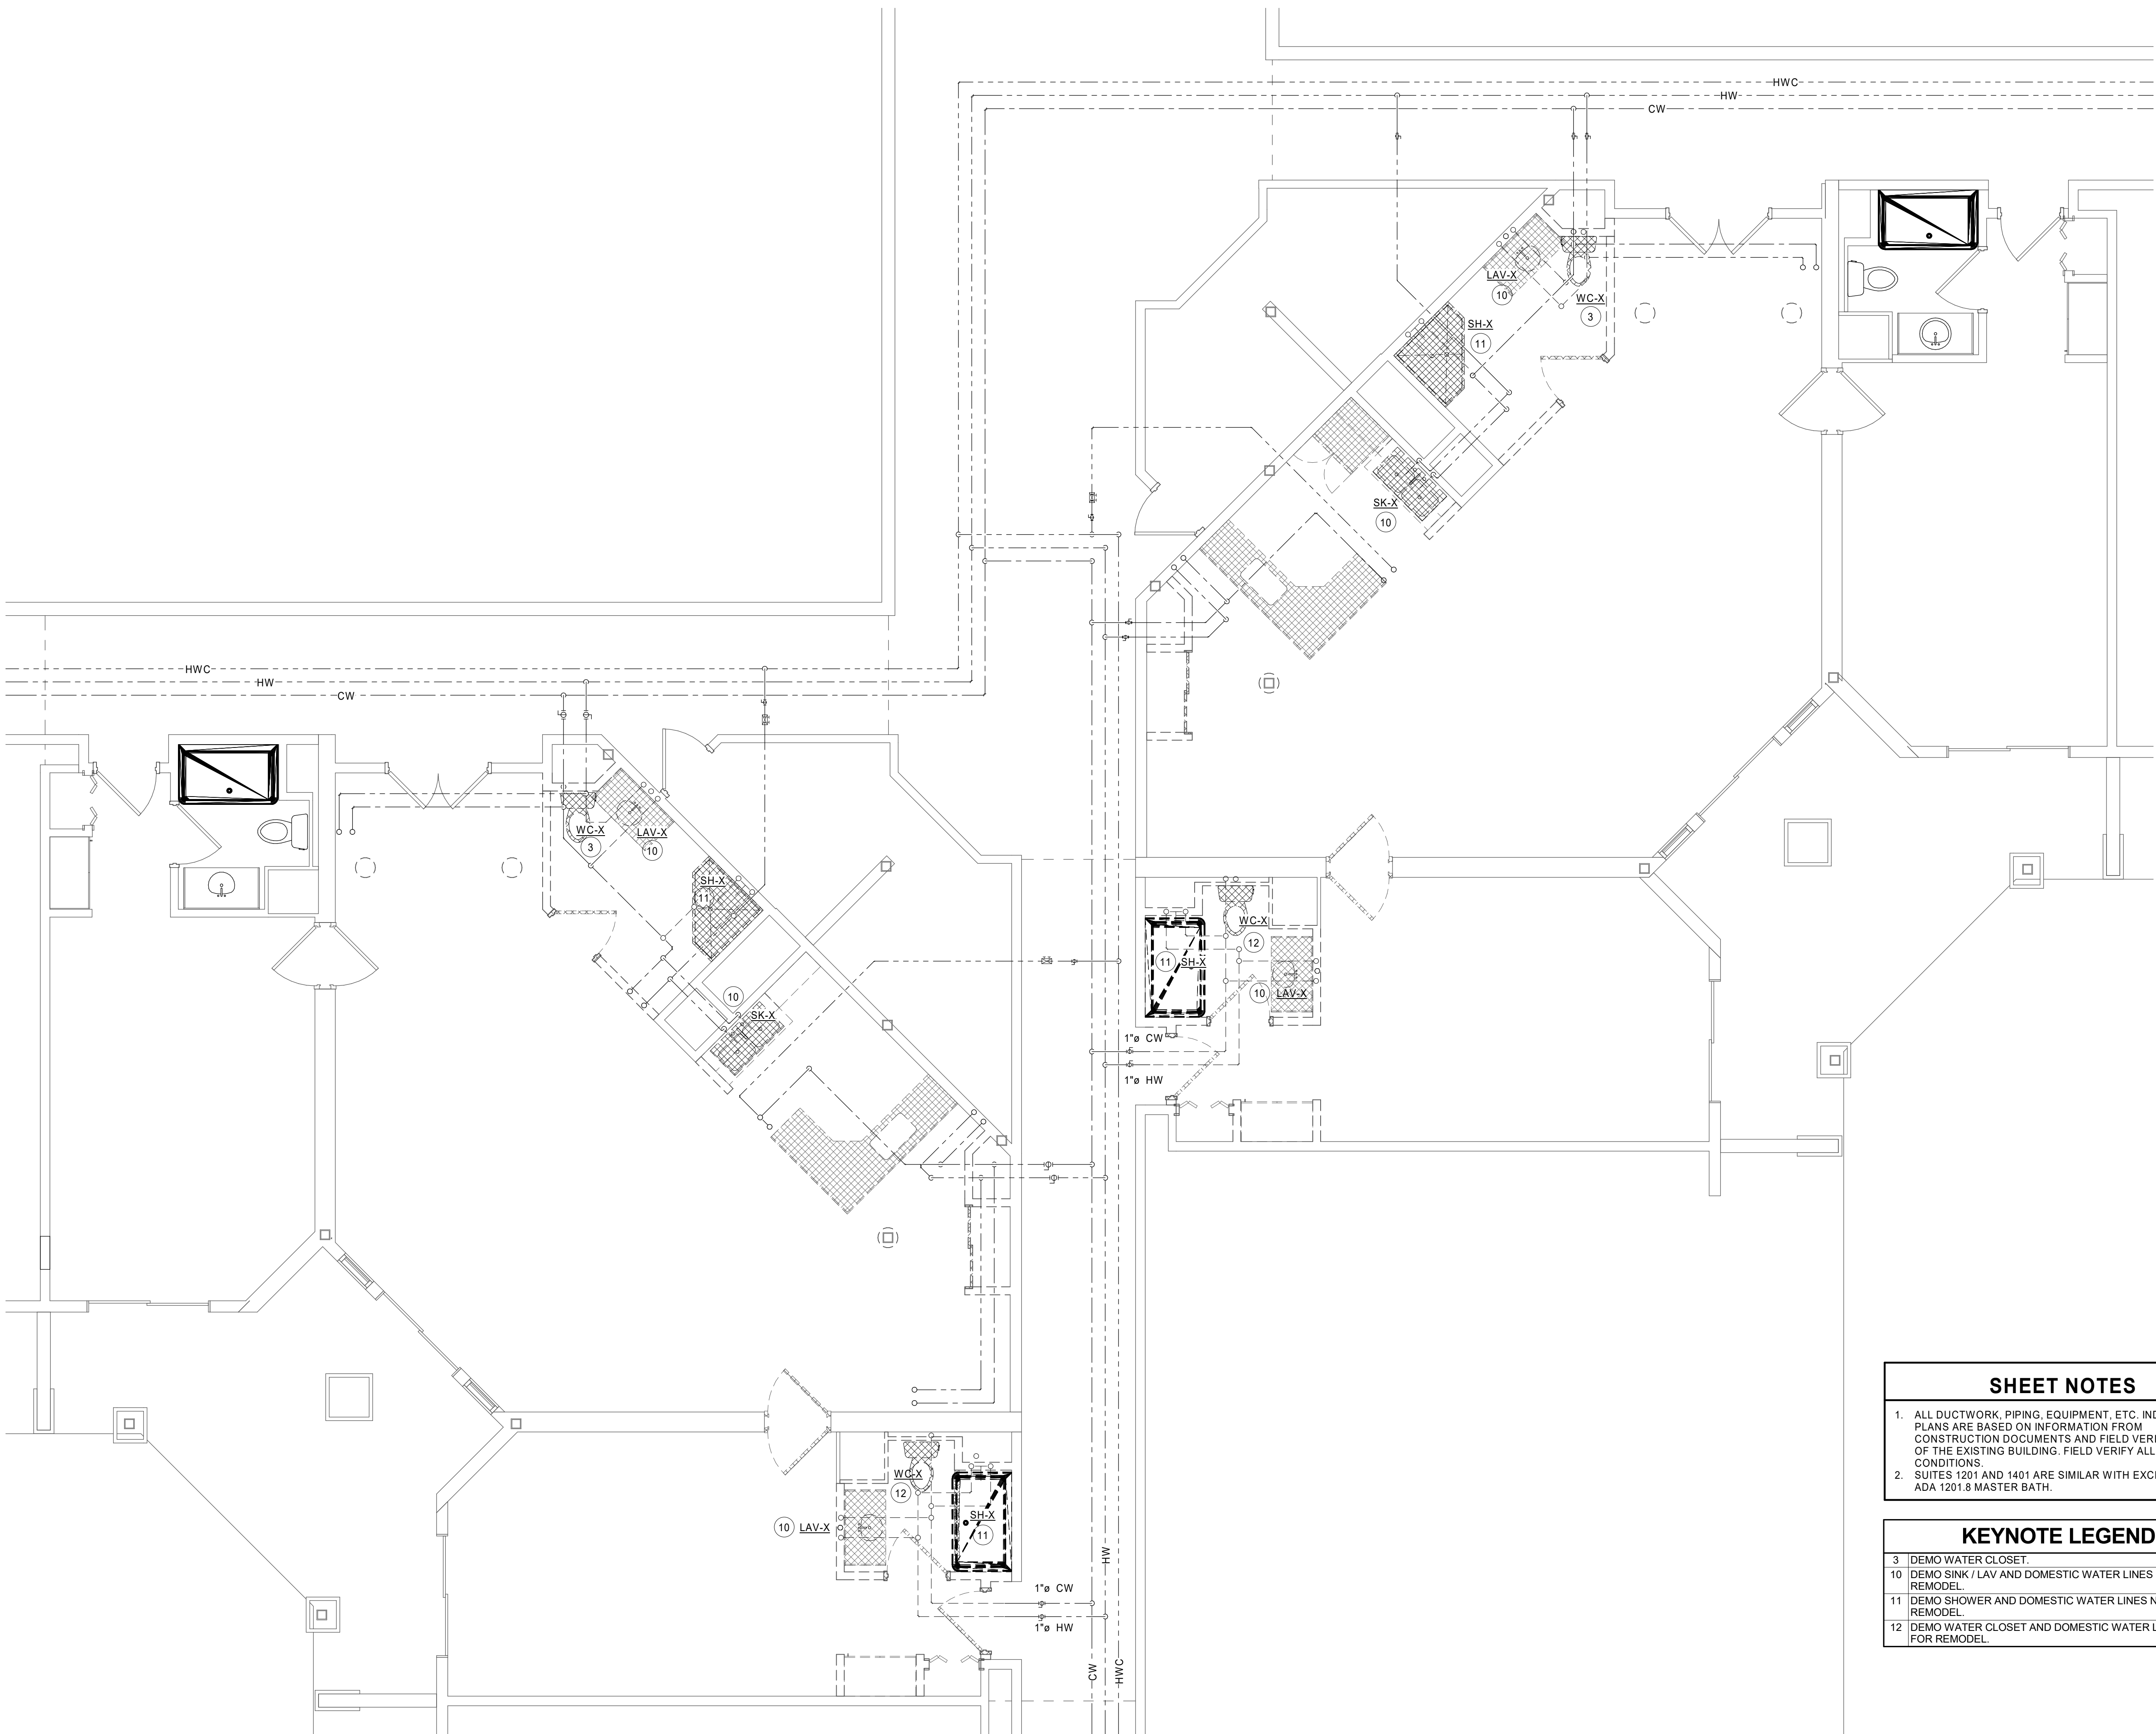 HWC
HW
CW
LAV-X
10
WC-X
3
SH-X
11
SK-X
10
HWC
HW
CW
WC-X
3
LAV-X
10
SH-X
11
10
SK-X
WC-X
12
11
SH-X
10
LAV-X
1"ø CW
1"ø HW
WC-X
12
10
LAV-X
SH-X
11
1"ø CW
1"ø HW
HW
CW
HWC
SHEET NOTES
1. ALL DUCTWORK, PIPING, EQUIPMENT, ETC.
PLANS ARE BASED ON INFORMATION FROM
CONSTRUCTION DOCUMENTS AND FIELD
OF THE EXISTING BUILDING. FIELD VERIFY ALL
CONDITIONS.
2. SUITES 1201 AND 1401 ARE SIMILAR WITH
ADA 1201.8 MASTER BATH.
KEYNOTE LEGEND
3 DEMO WATER CLOSET.
10 DEMO SINK / LAV AND DOMESTIC WATER LINES
REMODEL.
11 DEMO SHOWER AND DOMESTIC WATER LINES
REMODEL.
12 DEMO WATER CLOSET AND DOMESTIC WATER
FOR REMODEL.